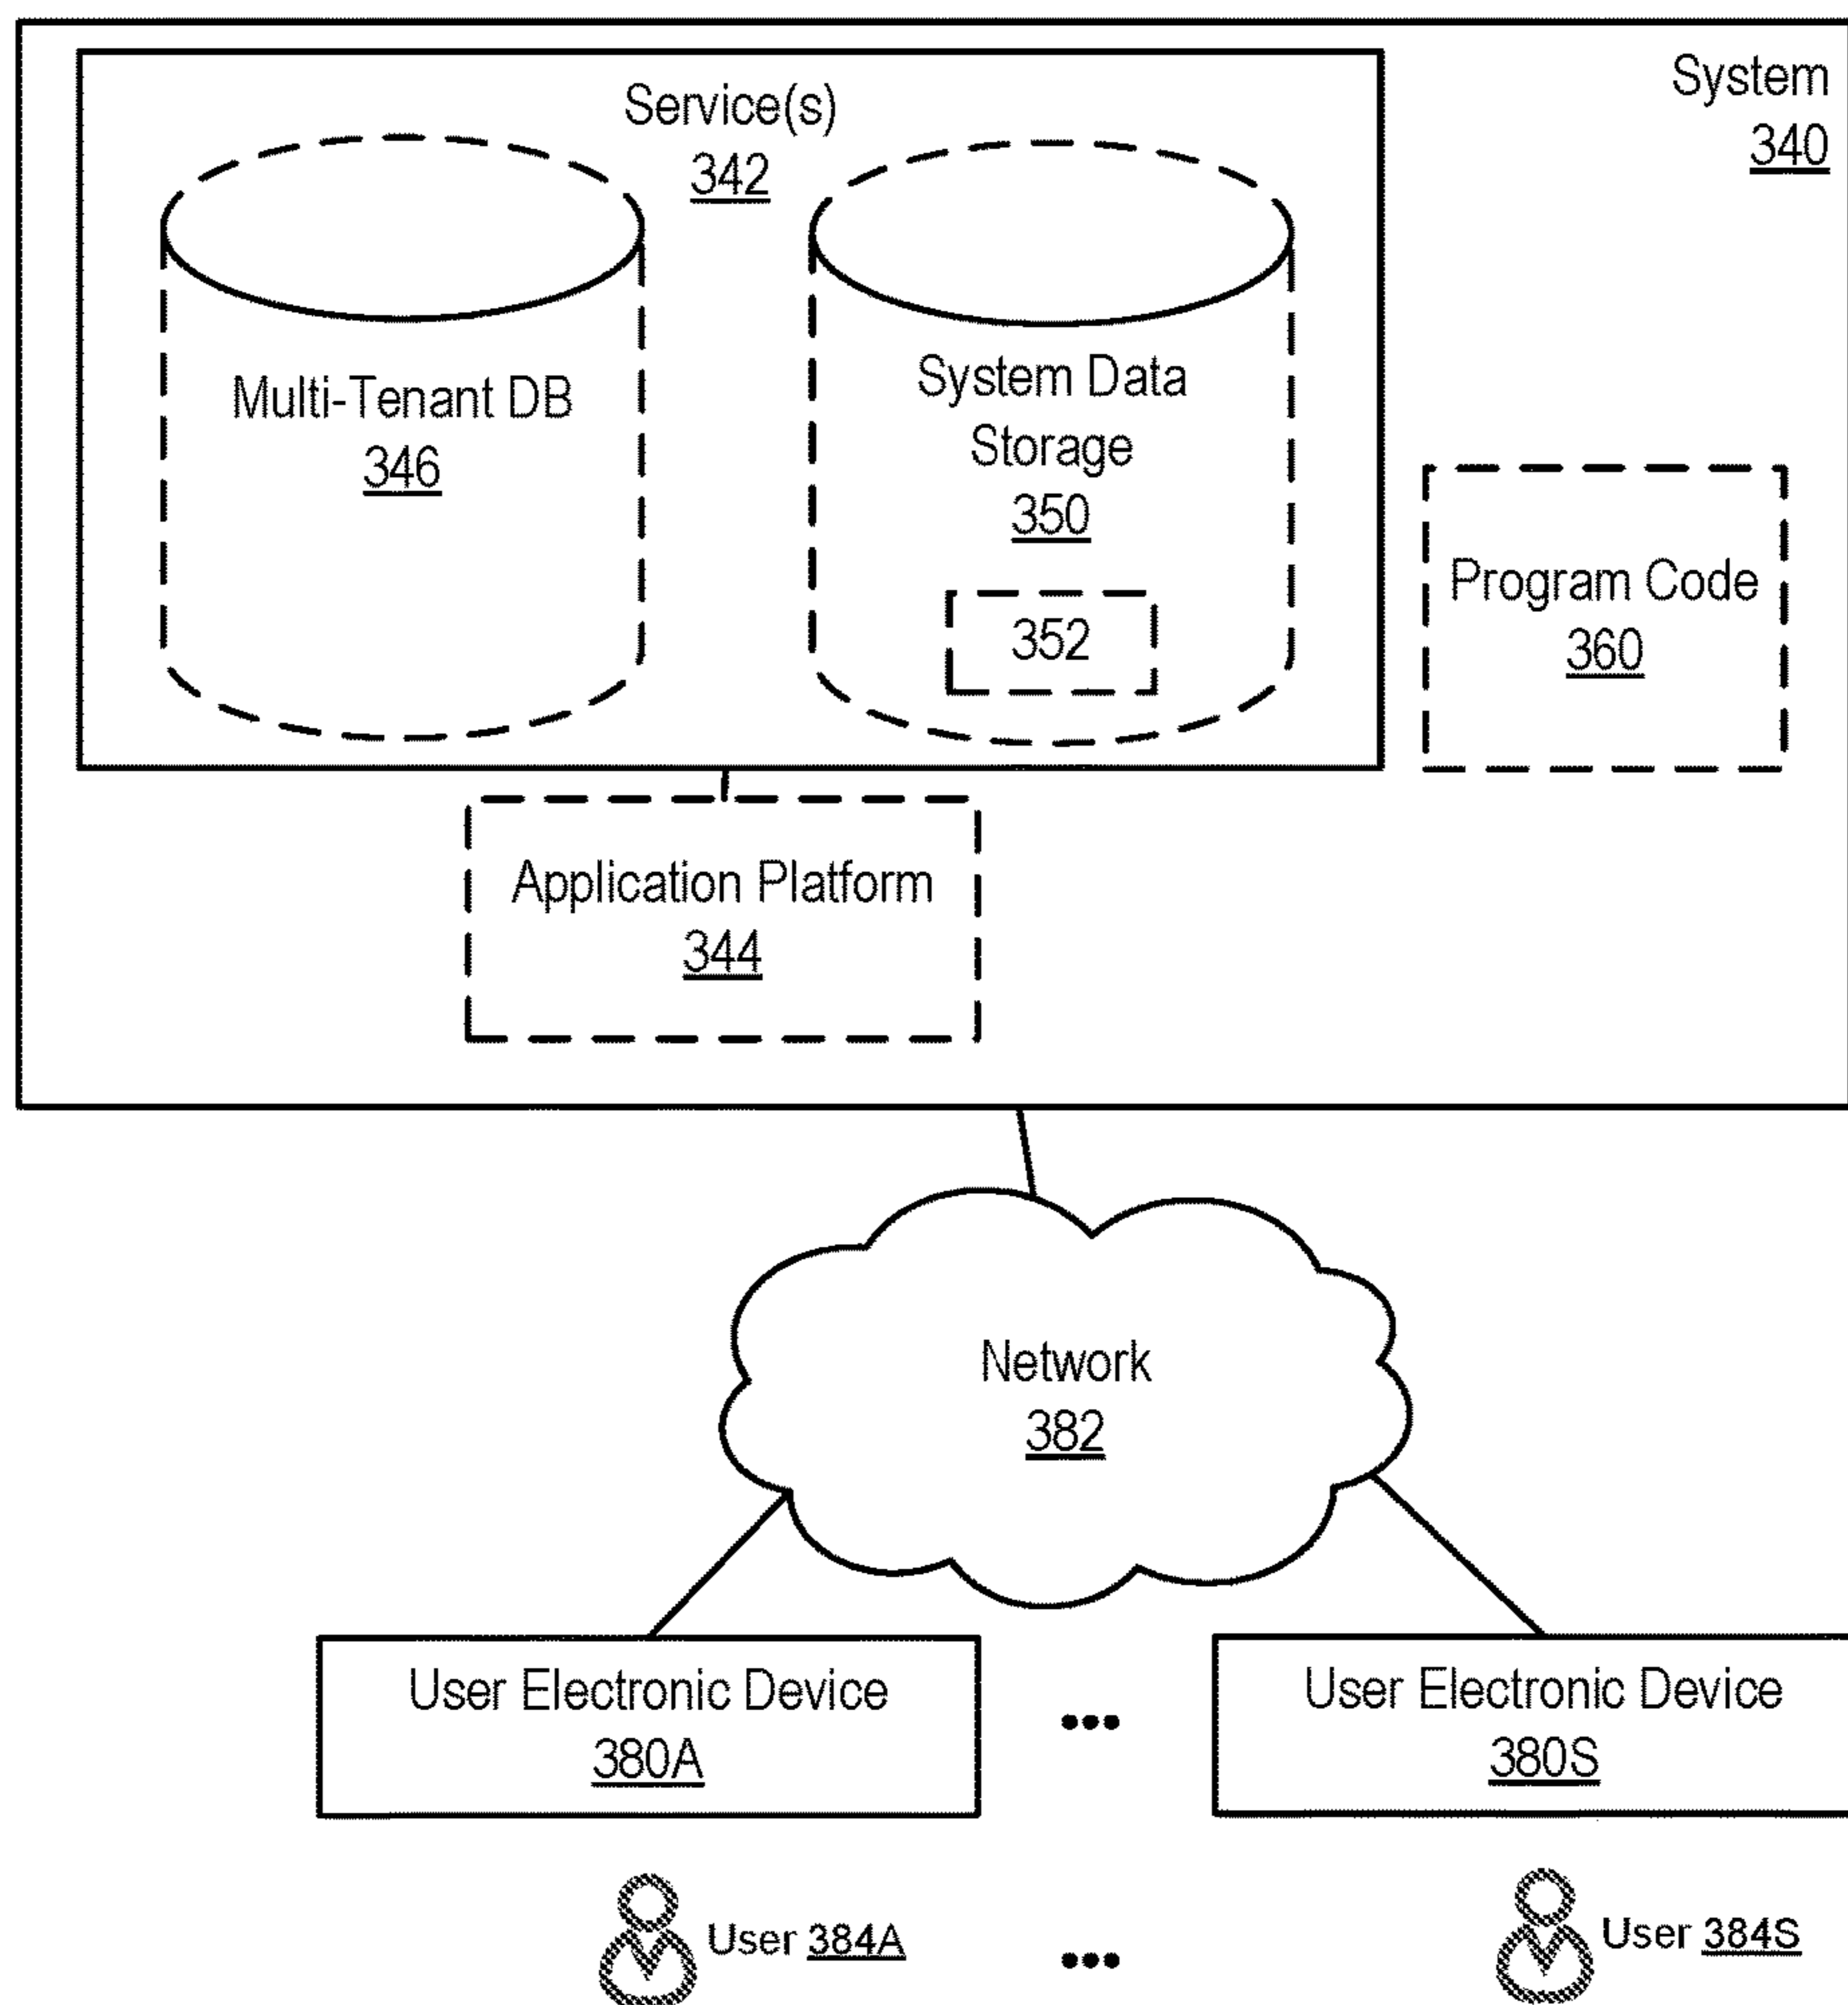 System
340
Service(s)
342
Multi-Tenant DB
346
System Data
Storage
350
352
Program Code
360
Application Platform
344
Network
382
User Electronic Device
380A
•••
User Electronic Device
380S
User 384A
•••
User 384S